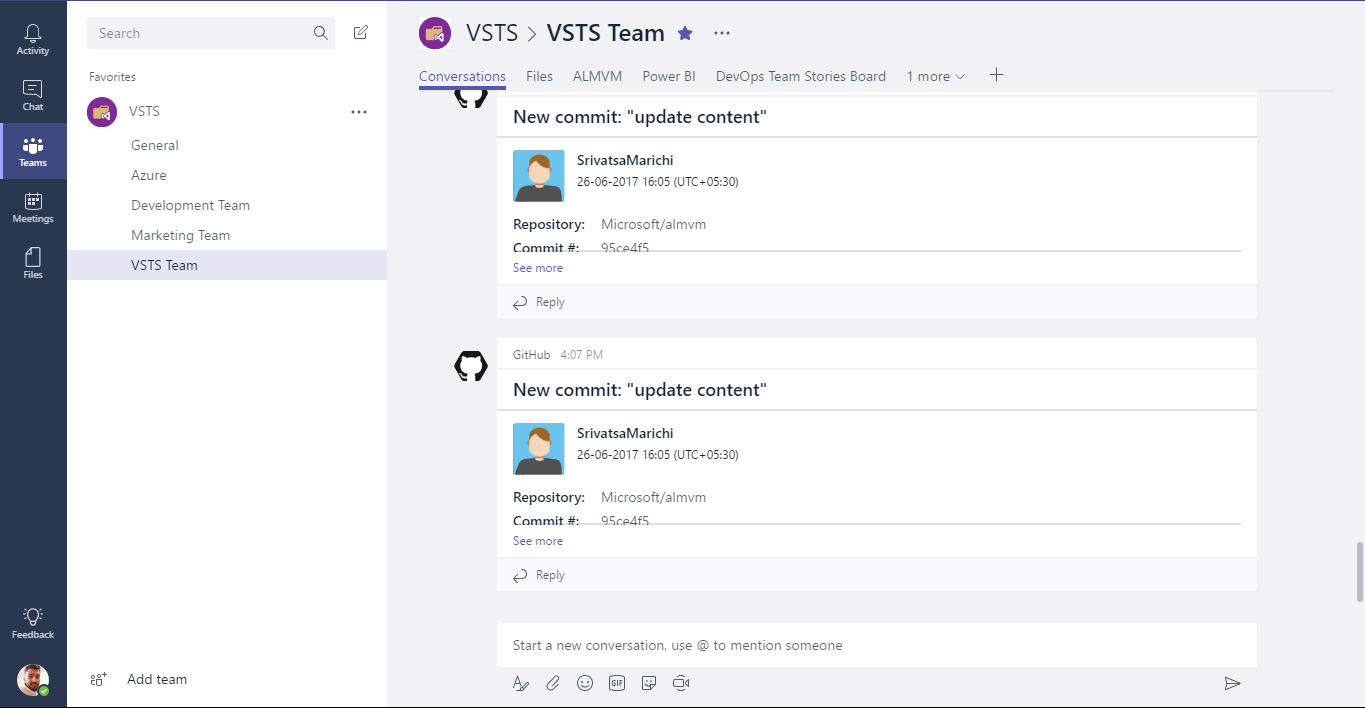 Activity
Chat
Teams
Meetings
Files
Feedback
Search
Favorites
VSTS
General
Azure
Development Team
Marketing Team
VSTS Team
Add team
VSTS > VSTS Team
Conversations Files ALMVM Power BI DevOps Team Stories Board 1 more
New commit: "update content"
SrivatsaMarichi
26-06-2017 16:05 (UTC+05:30)
Repository: Microsoft/almvm
Commit #: 95ce4f5
See more
Reply
GitHub 4:07 PM
New commit: "update content"
SrivatsaMarichi
26-06-2017 16:05 (UTC+05:30)
Repository: Microsoft/almvm
Commit #: 95ce4f5
See more
Reply
Start a new conversation, use @ to mention someone
GIF